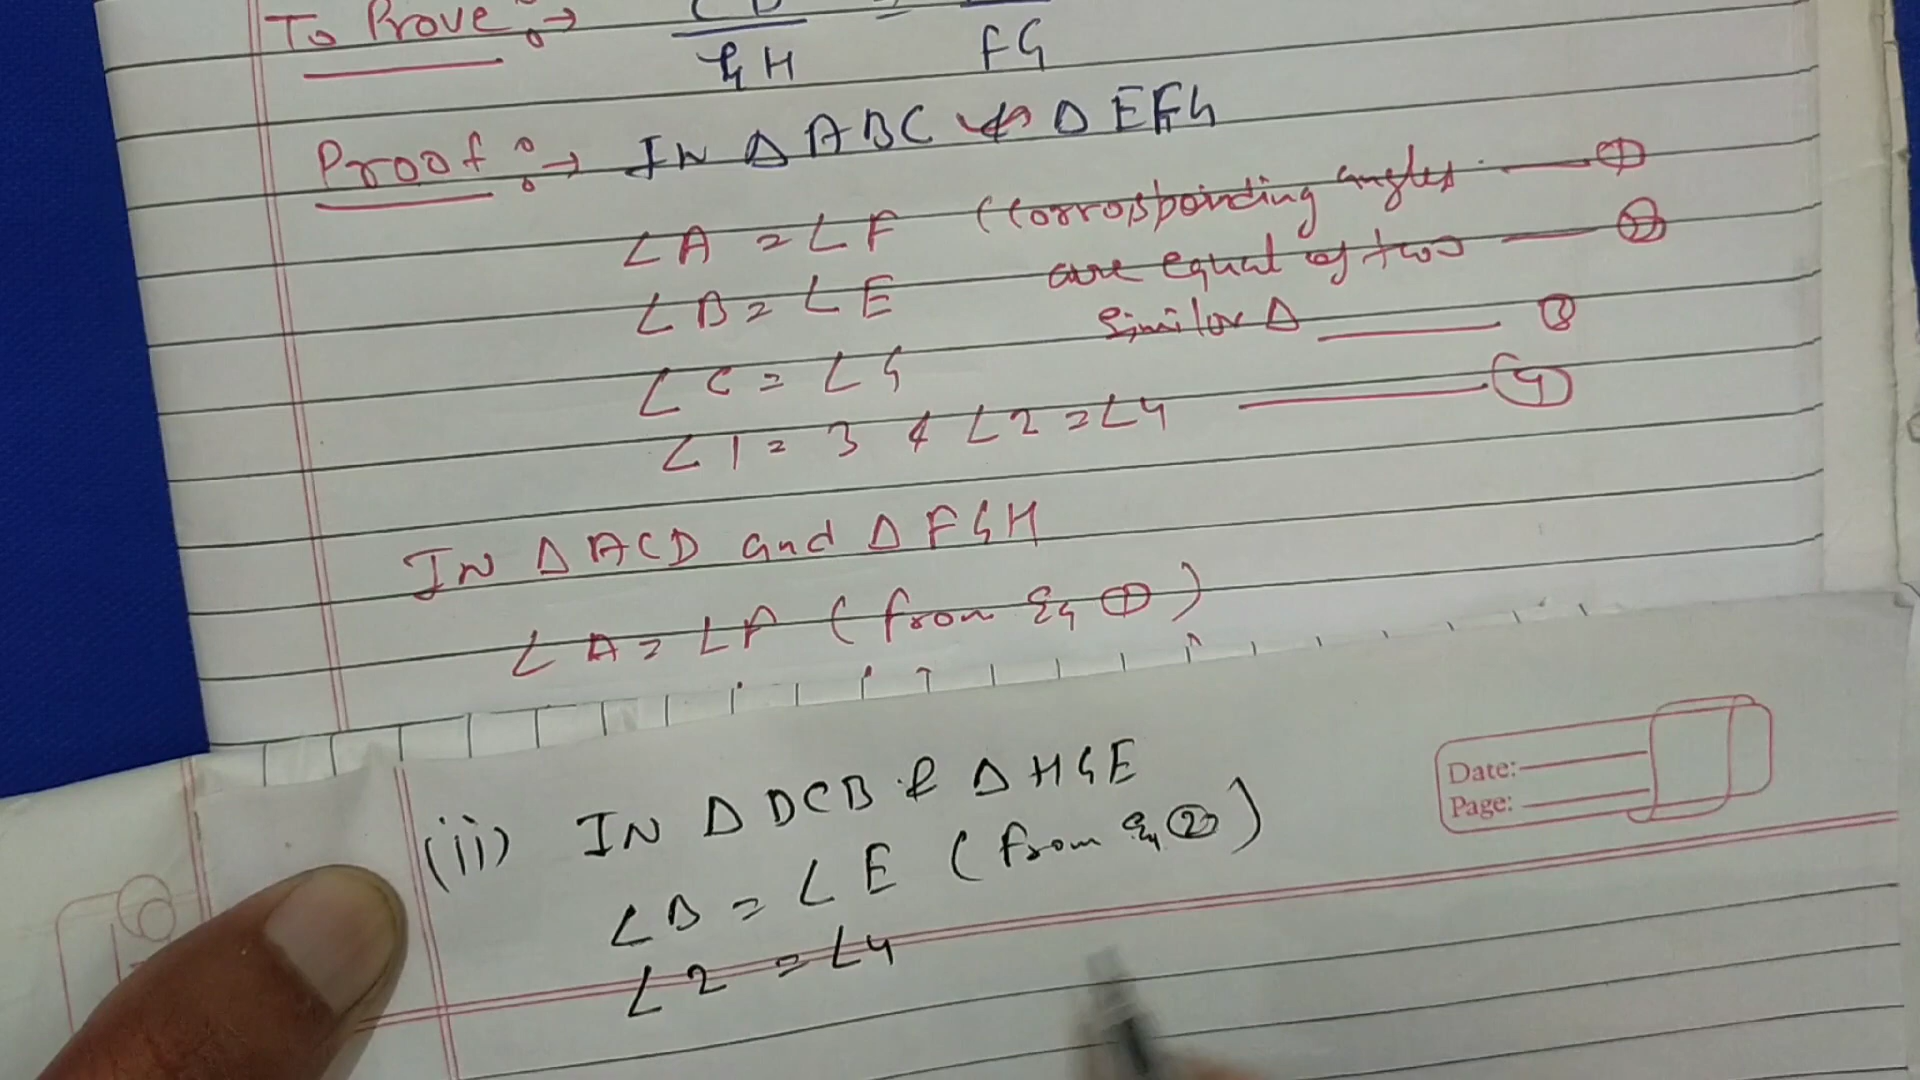 To Prove :→ CD/GH = /FG
Proof :→ IN Δ ABC ↔ Δ EFG
∠A = ∠F (Corrosponding angles — ①
∠B = ∠E are equal of two — ②
∠C = ∠G Similar Δ — ③
∠1 = 3 & ∠2 = ∠4 — ④
IN Δ ACD and Δ FGH
∠A = ∠F (from Eq ①)
Date:
Page:
(ii) IN Δ DCB & Δ HGE
∠B = ∠E (from Eq ②)
∠2 = ∠4